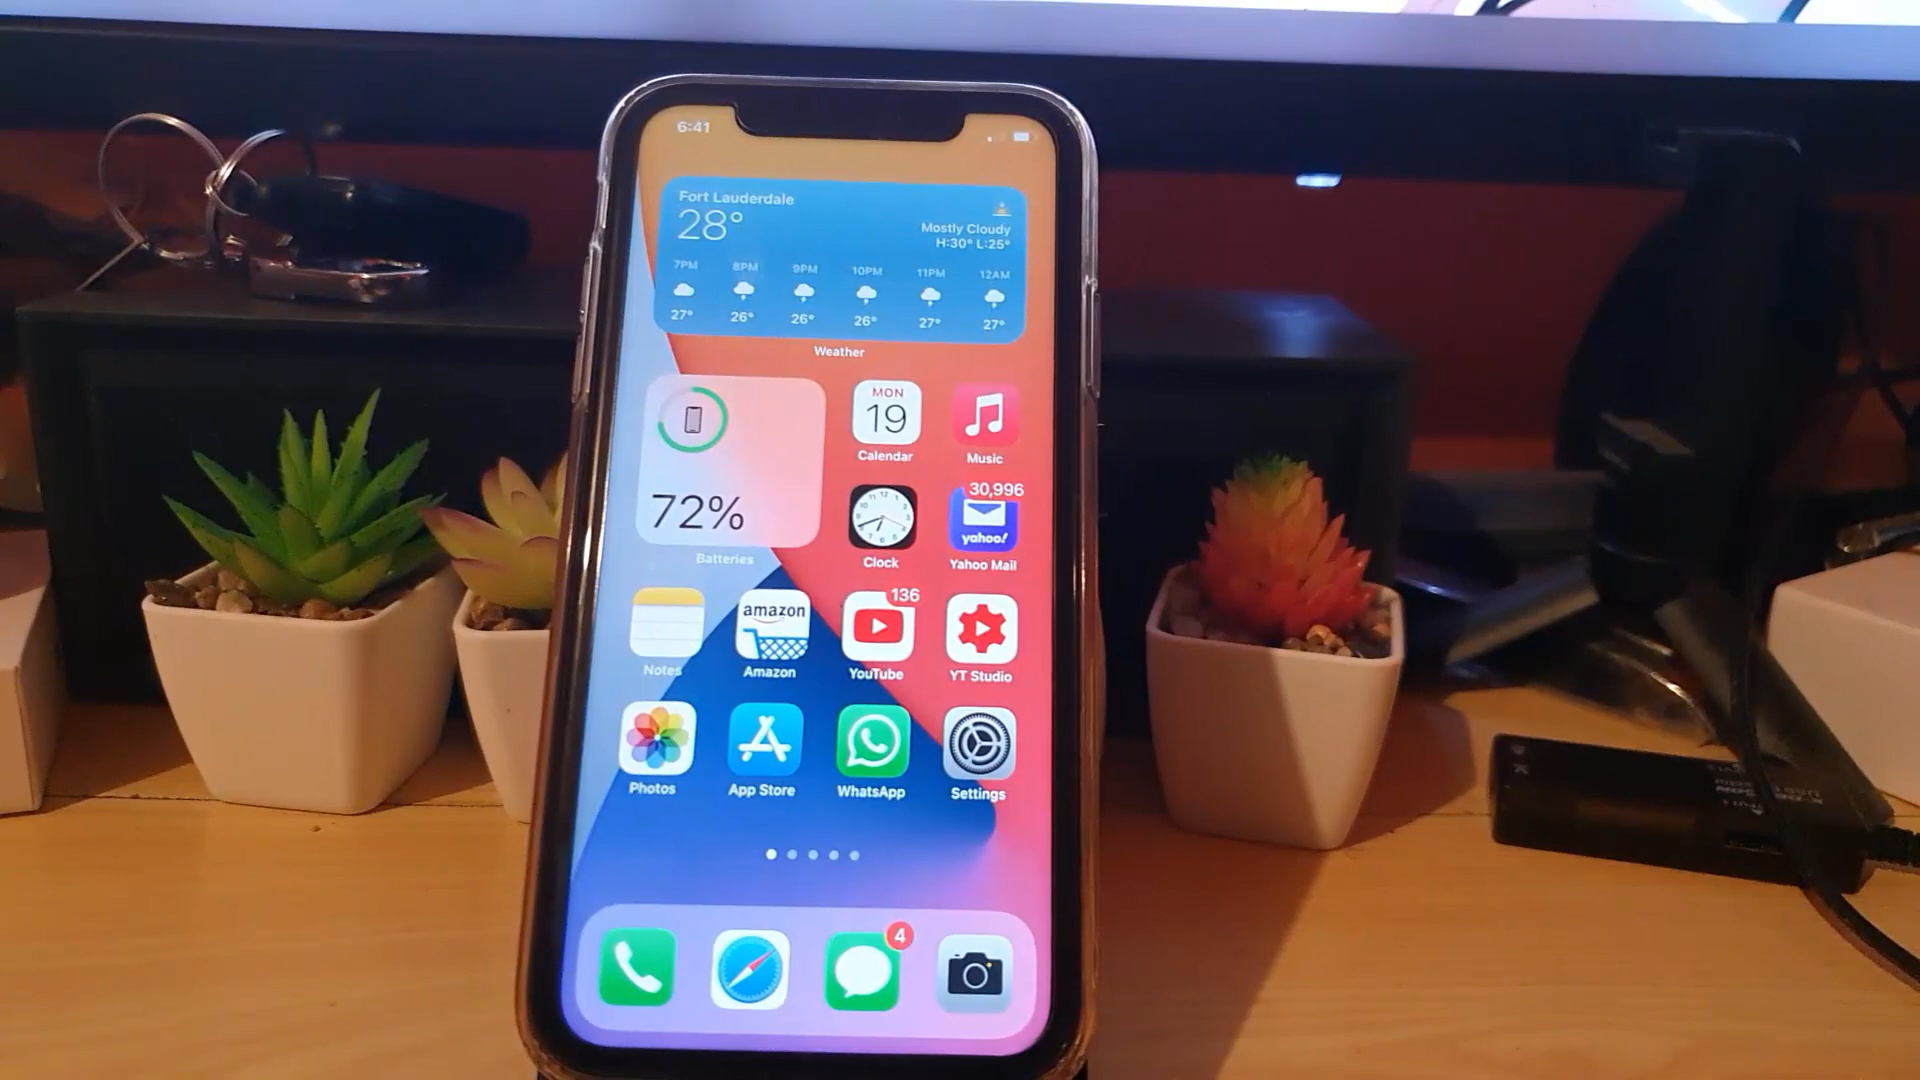 6:41
Fort Lauderdale
28°
Mostly Cloudy
H:30° L:25°
7PM 8PM 9PM 10PM 11PM 12AM
27° 26° 26° 26° 27° 27°
Weather
72%
Batteries
MON
19
Calendar
Music
Clock
30,996
yahoo!
Yahoo Mail
Notes
amazon
Amazon
136
YouTube
YT Studio
Photos
App Store
WhatsApp
Settings
4